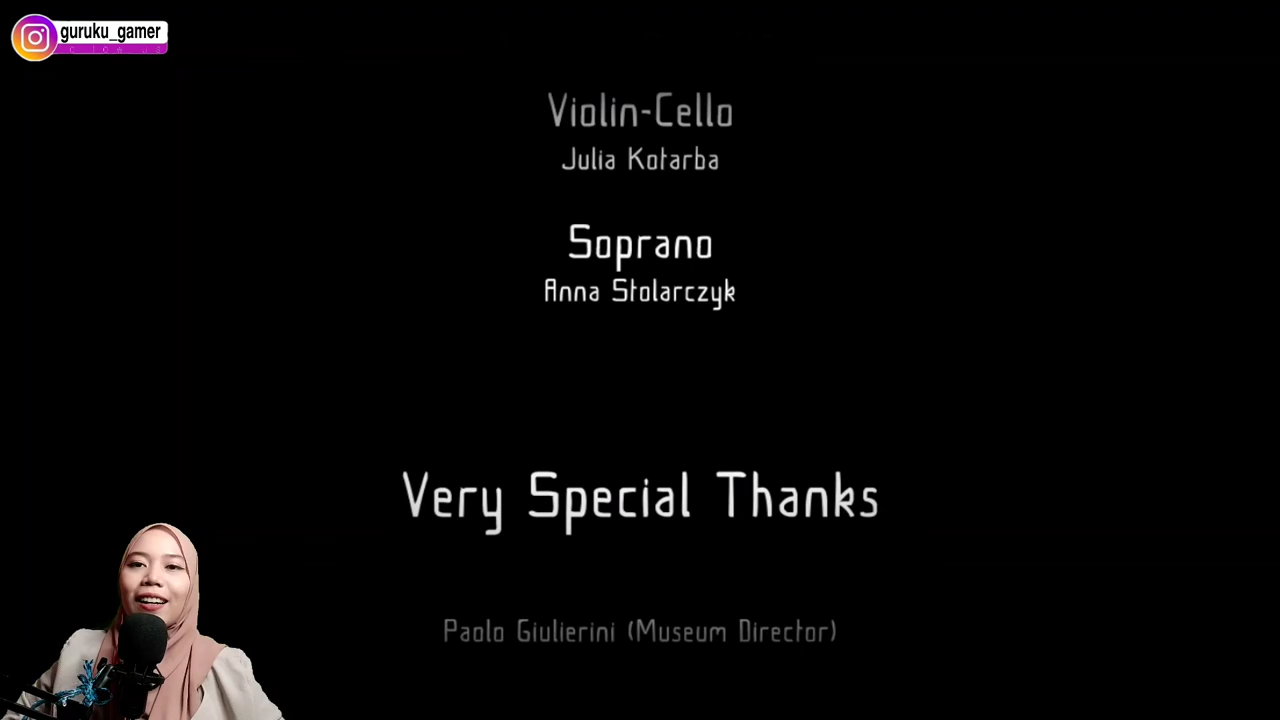 guruku_gamer
Violin-Cello
Julia Kotarba
Soprano
Anna Stolarczyk
Very Special Thanks
Paolo Giulierini (Museum Director)